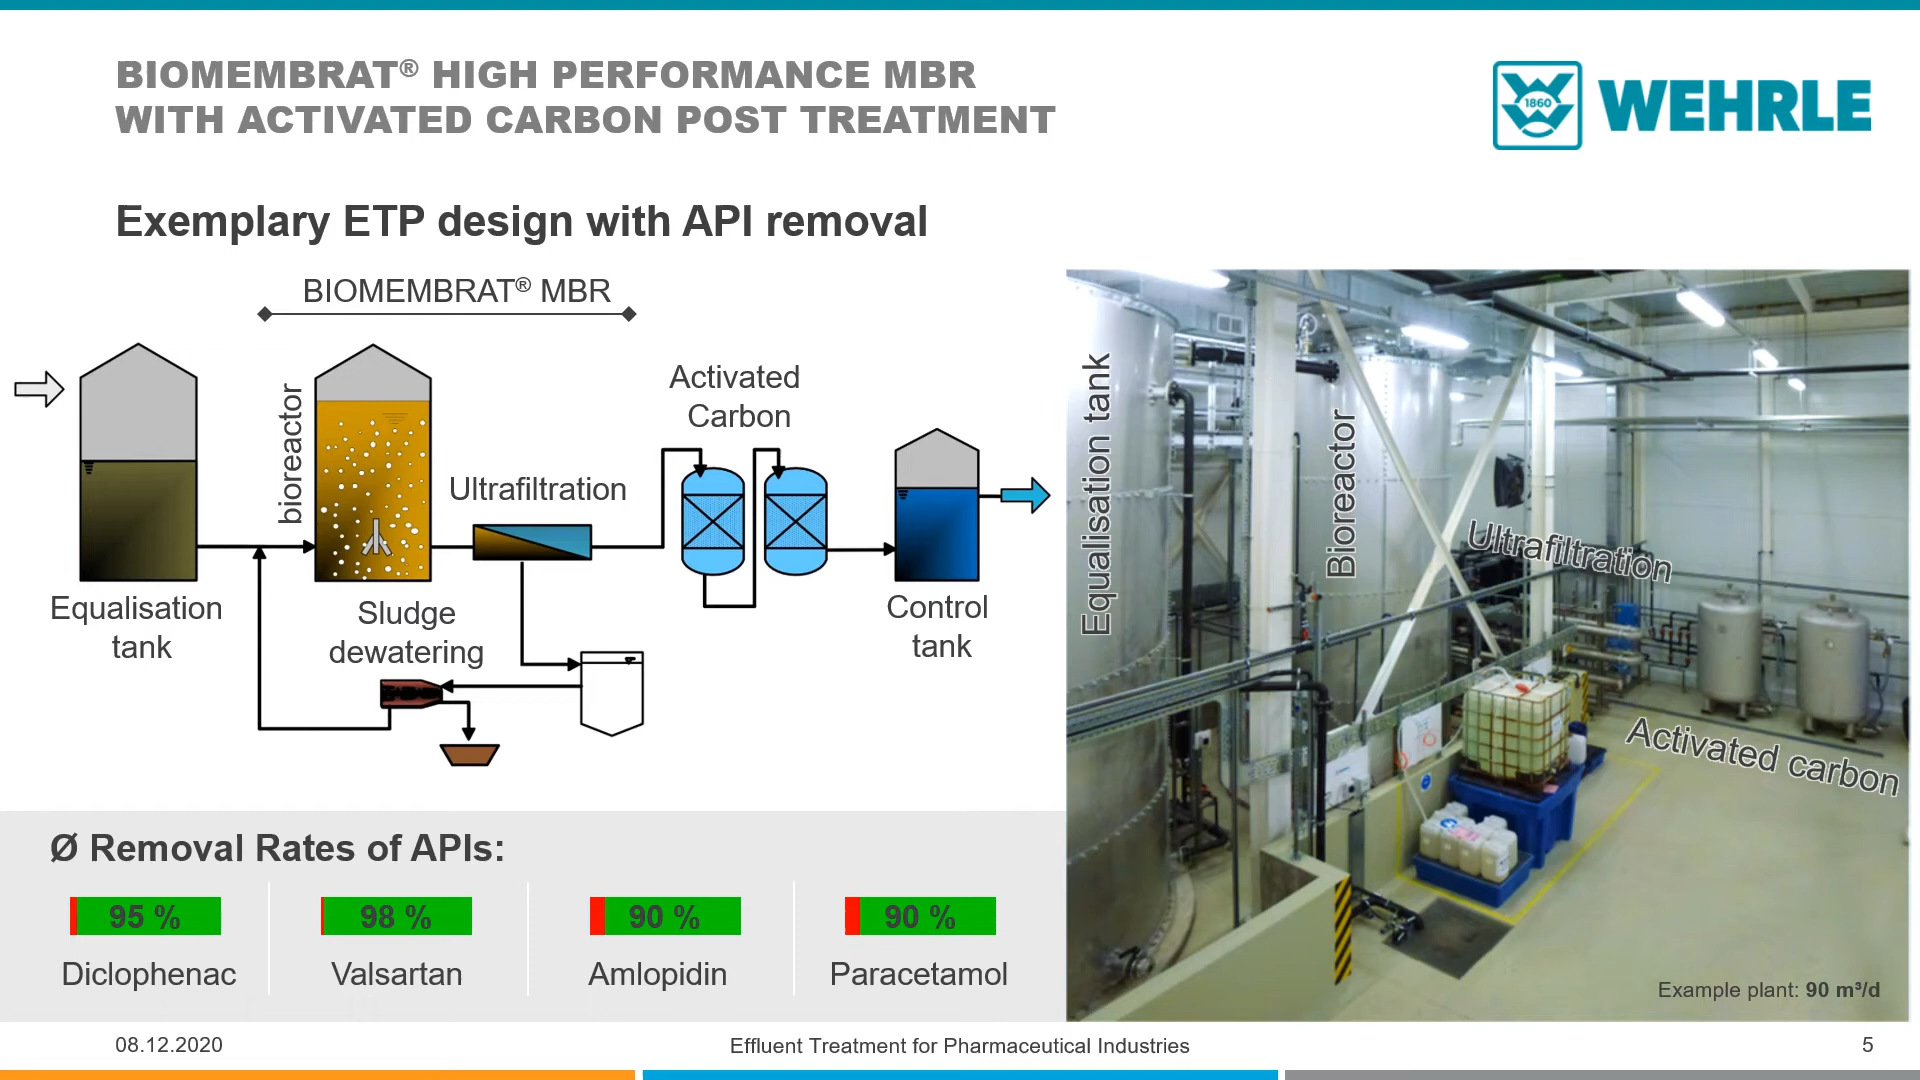 BIOMEMBRAT® HIGH PERFORMANCE MBR
WITH ACTIVATED CARBON POST TREATMENT
1860
WEHRLE
Exemplary ETP design with API removal
BIOMEMBRAT® MBR
bioreactor
Activated
Carbon
Ultrafiltration
Equalisation
tank
Sludge
dewatering
Control
tank
Equalisation tank
Bioreactor
Ultrafiltration
Activated carbon
Example plant: 90 m³/d
Ø Removal Rates of APIs:
95 %
98 %
90 %
90 %
Diclophenac
Valsartan
Amlopidin
Paracetamol
08.12.2020
Effluent Treatment for Pharmaceutical Industries
5